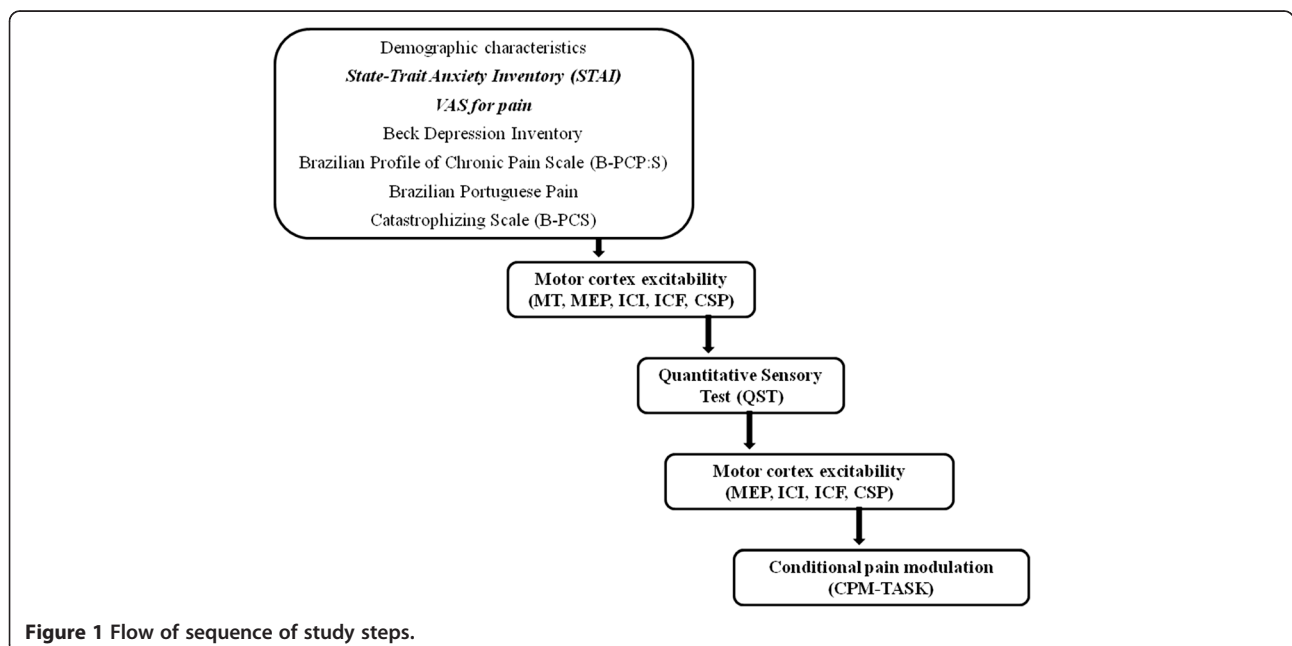 Demographic characteristics
State-Trait Anxiety Inventory (STAI)
VAS for pain
Beck Depression Inventory
Brazilian Profile of Chronic Pain Scale (B-PCP:S)
Brazilian Portuguese Pain
Catastrophizing Scale (B-PCS)
Motor cortex excitability
(MT, MEP, ICI, ICF, CSP)
Quantitative Sensory
Test (QST)
Motor cortex excitability
(MEP, ICI, ICF, CSP)
Conditional pain modulation
(CPM-TASK)
Figure 1 Flow of sequence of study steps.